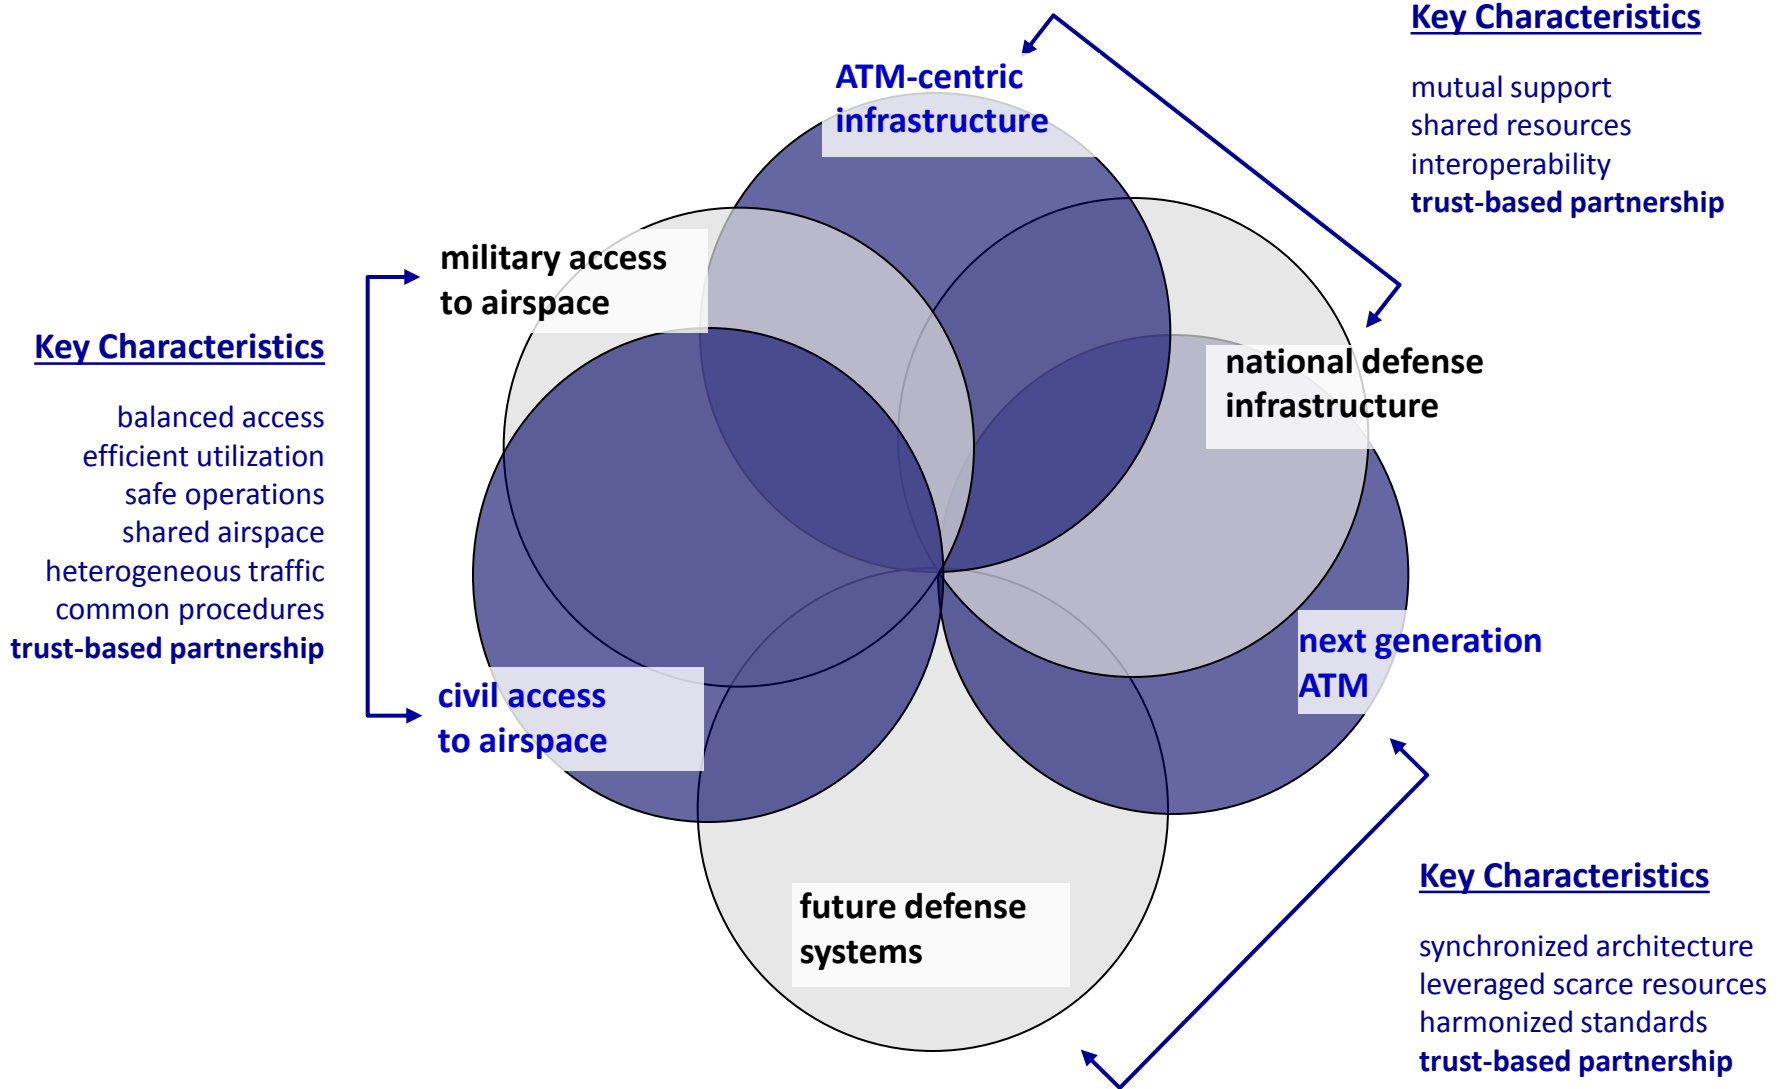 Key Characteristics
mutual support
shared resources
interoperability
trust-based partnership
ATM-centric
infrastructure
military access
to airspace
national defense
infrastructure
Key Characteristics
balanced access
efficient utilization
safe operations
shared airspace
heterogeneous traffic
common procedures
trust-based partnership
civil access
to airspace
next generation
ATM
future defense
systems
Key Characteristics
synchronized architecture
leveraged scarce resources
harmonized standards
trust-based partnership